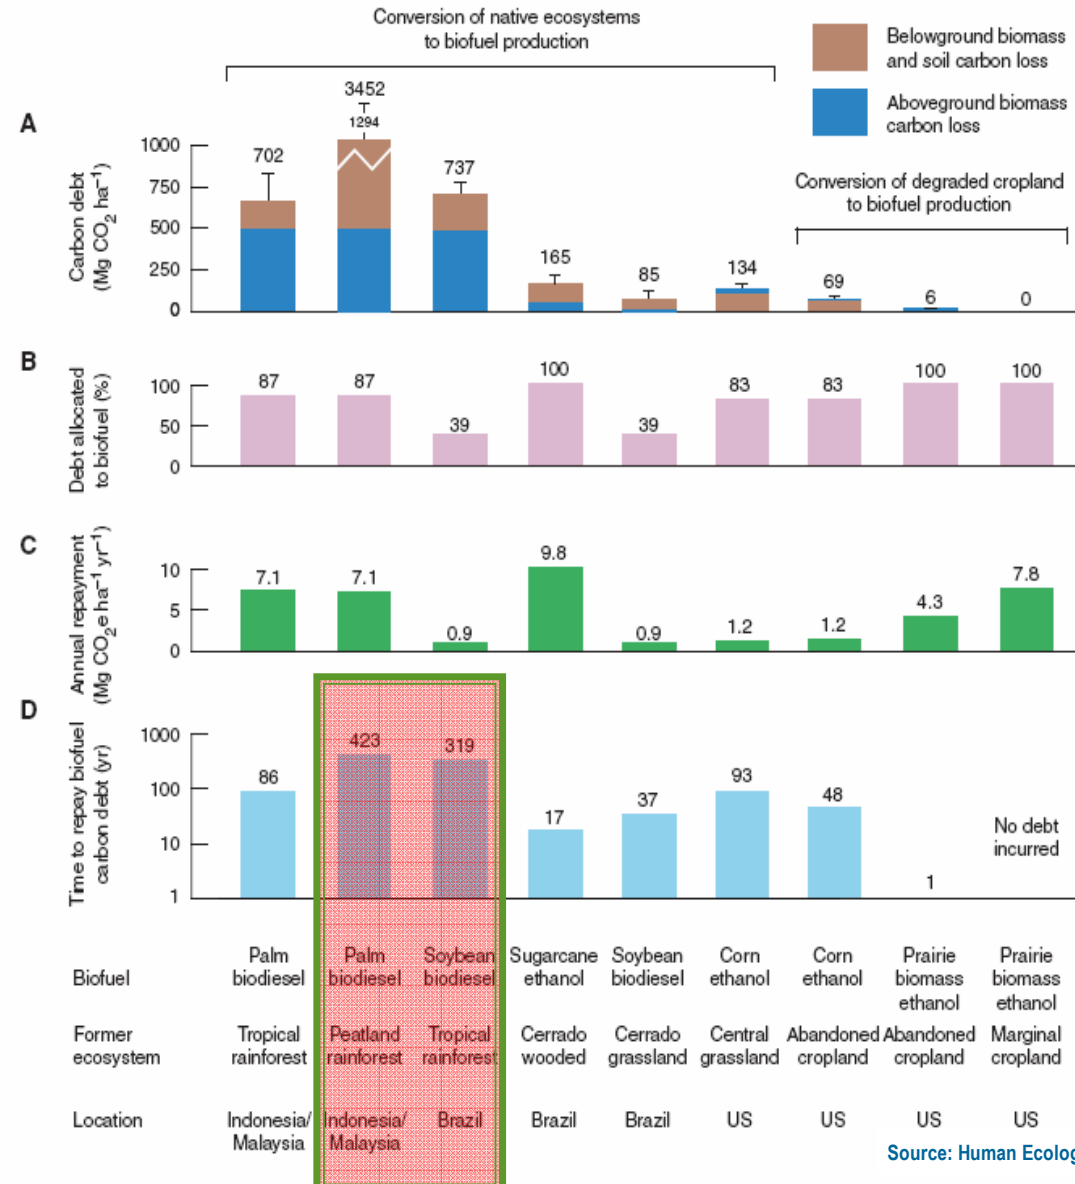 Conversion of native ecosystems
to biofuel production
Belowground biomass
and soil carbon loss
Aboveground biomass
carbon loss
Conversion of degraded cropland
to biofuel production
A
Carbon debt
(Mg CO₂ ha⁻¹)
1000
750
500
250
0
702
3452
1294
737
165
85
134
69
6
0
B
Debt allocated
to biofuel (%)
100
50
0
87
87
39
100
39
83
83
100
100
C
Annual repayment
(Mg CO₂e ha⁻¹ yr⁻¹)
10
5
0
7.1
7.1
0.9
9.8
0.9
1.2
1.2
4.3
7.8
D
Time to repay biofuel
carbon debt (yr)
1000
100
10
1
86
423
319
17
37
93
48
1
No debt
incurred
Biofuel
Palm
biodiesel
Palm
biodiesel
Soybean
biodiesel
Sugarcane
ethanol
Soybean
biodiesel
Corn
ethanol
Corn
ethanol
Prairie
biomass
ethanol
Prairie
biomass
ethanol
Former
ecosystem
Tropical
rainforest
Peatland
rainforest
Tropical
rainforest
Cerrado
wooded
Cerrado
grassland
Central
grassland
Abandoned
cropland
Abandoned
cropland
Marginal
cropland
Location
Indonesia/
Malaysia
Indonesia/
Malaysia
Brazil
Brazil
Brazil
US
US
US
US
Source: Human Ecolog